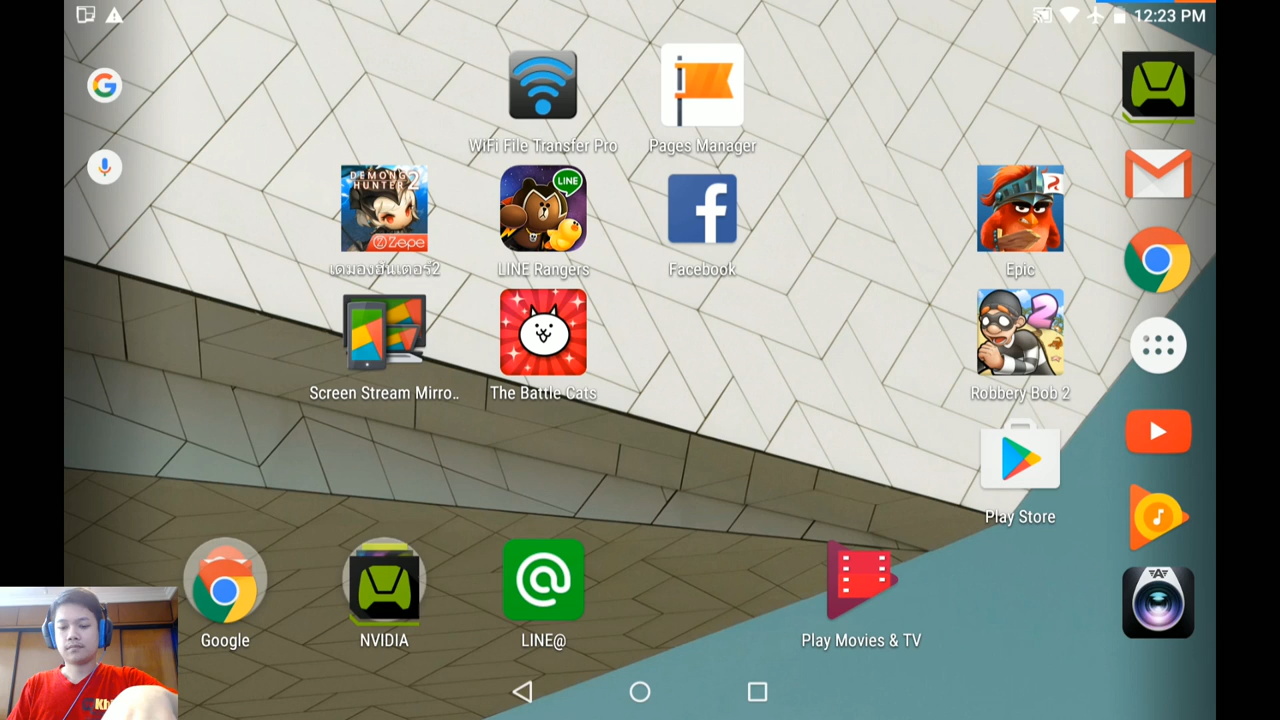 12:23 PM
WiFi File Transfer Pro
Pages Manager
DEMONG HUNTER 2
Zepe
LINE
เดมองฮันเตอร์2
LINE Rangers
Facebook
Epic
2
Screen Stream Mirro..
The Battle Cats
Robbery Bob 2
Play Store
Google
NVIDIA
LINE@
Play Movies & TV